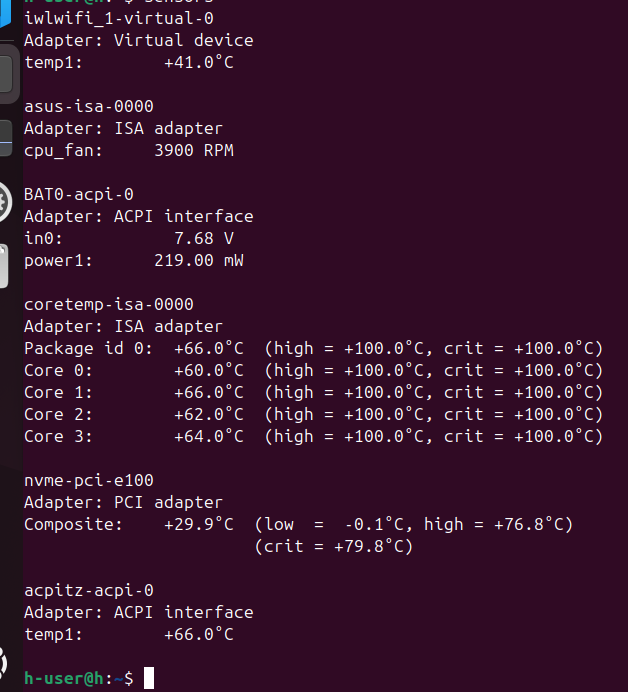 h-user@h:~$ sensors
iwlwifi_1-virtual-0
Adapter: Virtual device
temp1:        +41.0°C

asus-isa-0000
Adapter: ISA adapter
cpu_fan:     3900 RPM

BAT0-acpi-0
Adapter: ACPI interface
in0:           7.68 V
power1:      219.00 mW

coretemp-isa-0000
Adapter: ISA adapter
Package id 0:  +66.0°C  (high = +100.0°C, crit = +100.0°C)
Core 0:        +60.0°C  (high = +100.0°C, crit = +100.0°C)
Core 1:        +66.0°C  (high = +100.0°C, crit = +100.0°C)
Core 2:        +62.0°C  (high = +100.0°C, crit = +100.0°C)
Core 3:        +64.0°C  (high = +100.0°C, crit = +100.0°C)

nvme-pci-e100
Adapter: PCI adapter
Composite:    +29.9°C  (low  =  -0.1°C, high = +76.8°C)
                       (crit = +79.8°C)

acpitz-acpi-0
Adapter: ACPI interface
temp1:        +66.0°C

h-user@h:~$